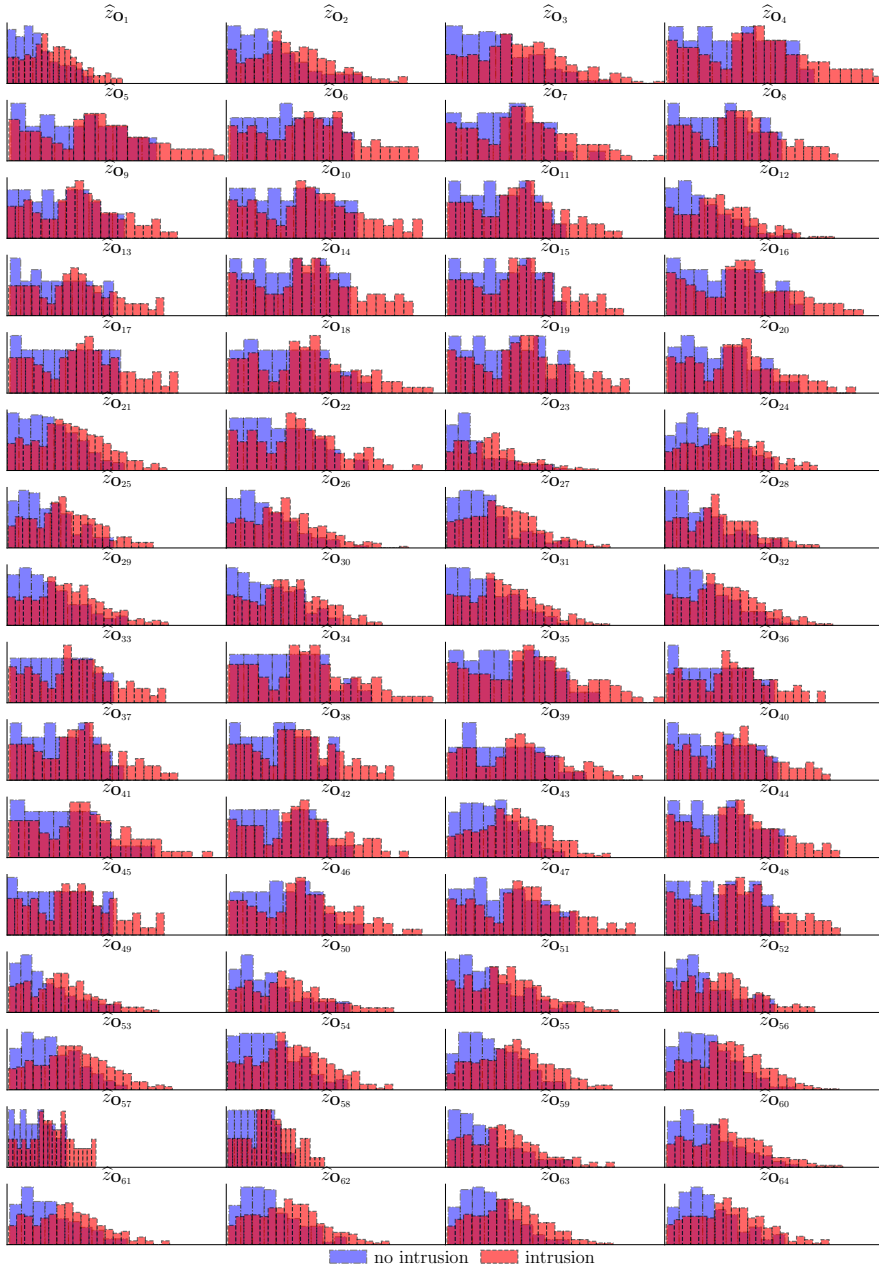 ẑO₁ ẑO₂ ẑO₃ ẑO₄
ẑO₅ ẑO₆ ẑO₇ ẑO₈
ẑO₉ ẑO₁₀ ẑO₁₁ ẑO₁₂
ẑO₁₃ ẑO₁₄ ẑO₁₅ ẑO₁₆
ẑO₁₇ ẑO₁₈ ẑO₁₉ ẑO₂₀
ẑO₂₁ ẑO₂₂ ẑO₂₃ ẑO₂₄
ẑO₂₅ ẑO₂₆ ẑO₂₇ ẑO₂₈
ẑO₂₉ ẑO₃₀ ẑO₃₁ ẑO₃₂
ẑO₃₃ ẑO₃₄ ẑO₃₅ ẑO₃₆
ẑO₃₇ ẑO₃₈ ẑO₃₉ ẑO₄₀
ẑO₄₁ ẑO₄₂ ẑO₄₃ ẑO₄₄
ẑO₄₅ ẑO₄₆ ẑO₄₇ ẑO₄₈
ẑO₄₉ ẑO₅₀ ẑO₅₁ ẑO₅₂
ẑO₅₃ ẑO₅₄ ẑO₅₅ ẑO₅₆
ẑO₅₇ ẑO�5₈ ẑO₅₉ ẑO₆₀
ẑO₆₁ ẑO₆₂ ẑO₆₃ ẑO₆₄
no intrusion intrusion